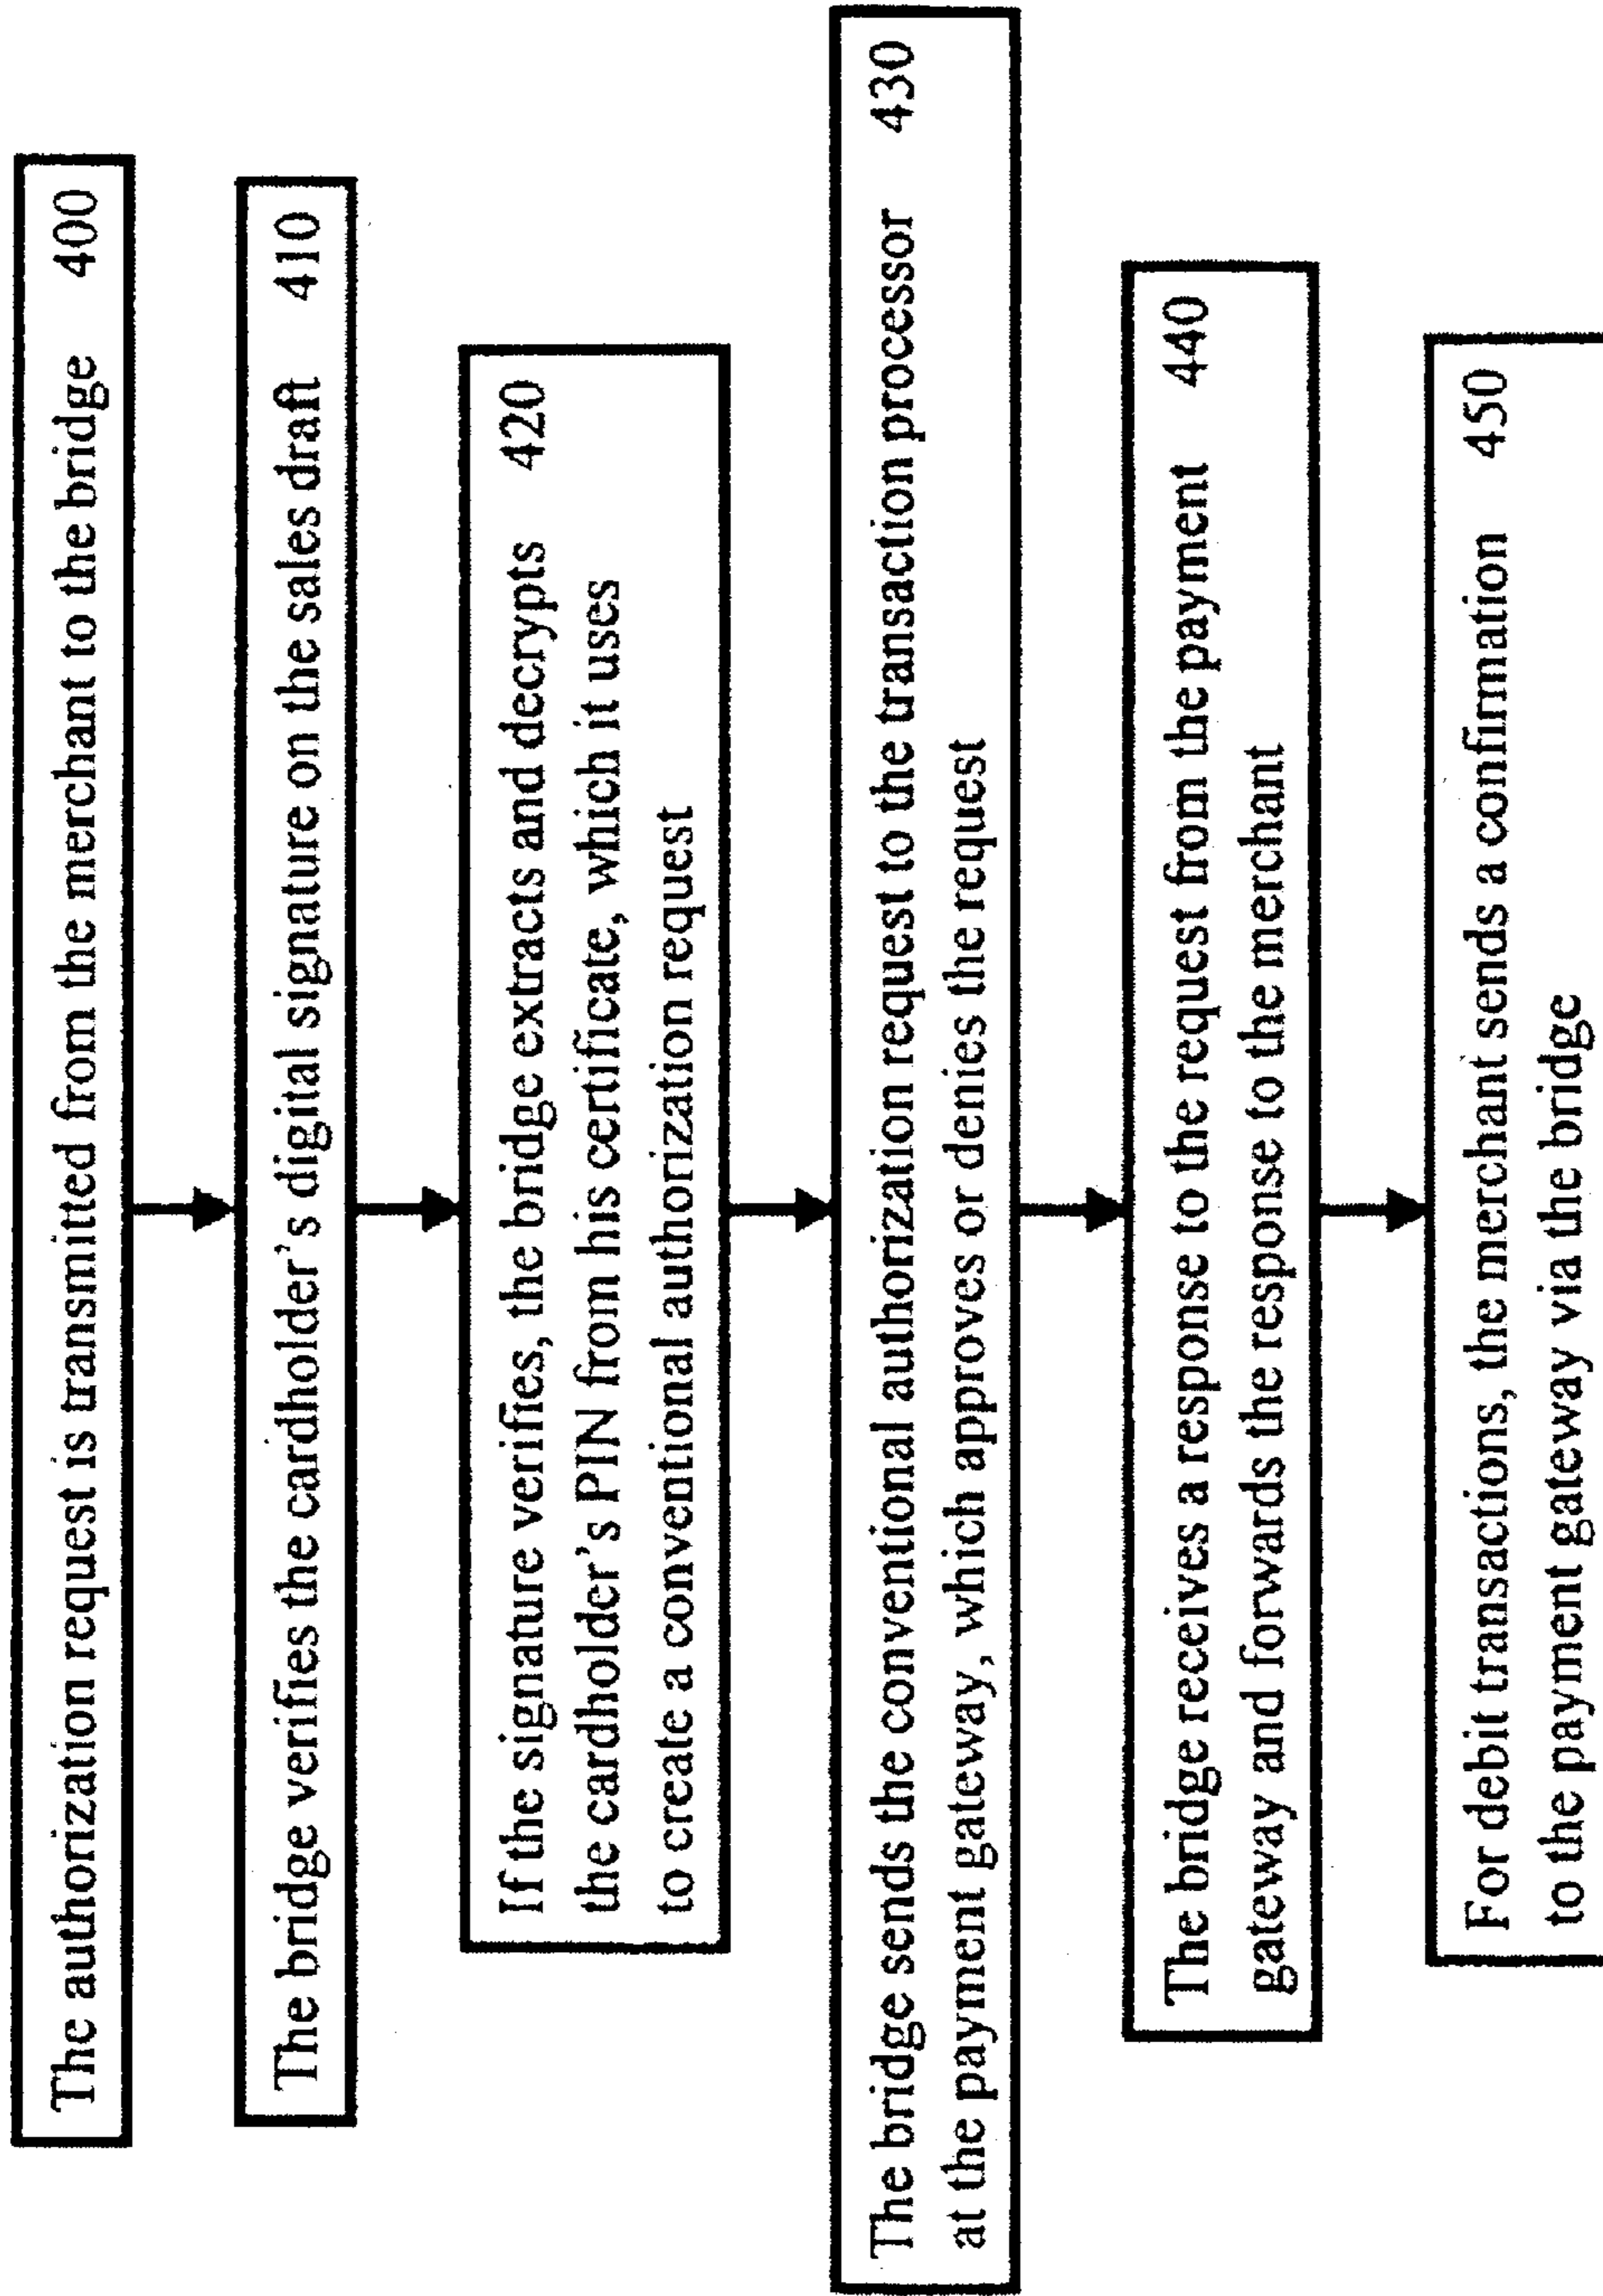 The authorization request is transmitted from the merchant to the bridge 400
The bridge verifies the cardholder's digital signature on the sales draft 410
If the signature verifies, the bridge extracts and decrypts 420
the cardholder's PIN from his certificate, which it uses
to create a conventional authorization request
The bridge sends the conventional authorization request to the transaction processor 430
at the payment gateway, which approves or denies the request
The bridge receives a response to the request from the payment 440
gateway and forwards the response to the merchant
For debit transactions, the merchant sends a confirmation 450
to the payment gateway via the bridge